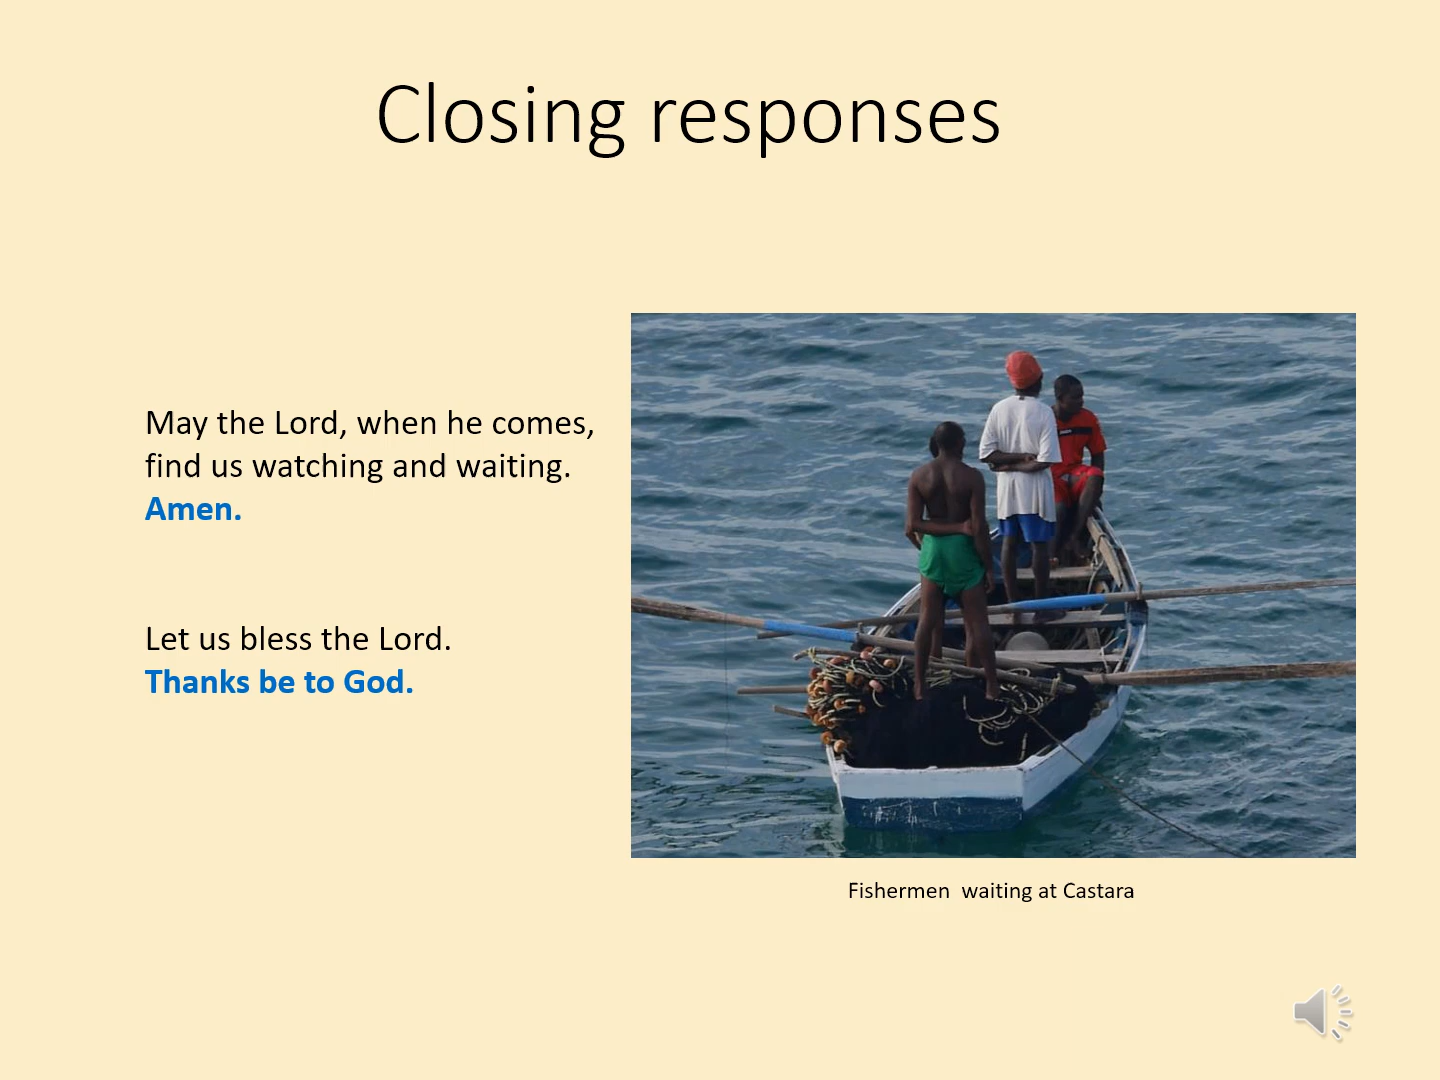 Closing responses
May the Lord, when he comes,
find us watching and waiting.
Amen.
Let us bless the Lord.
Thanks be to God.
Fishermen  waiting at Castara